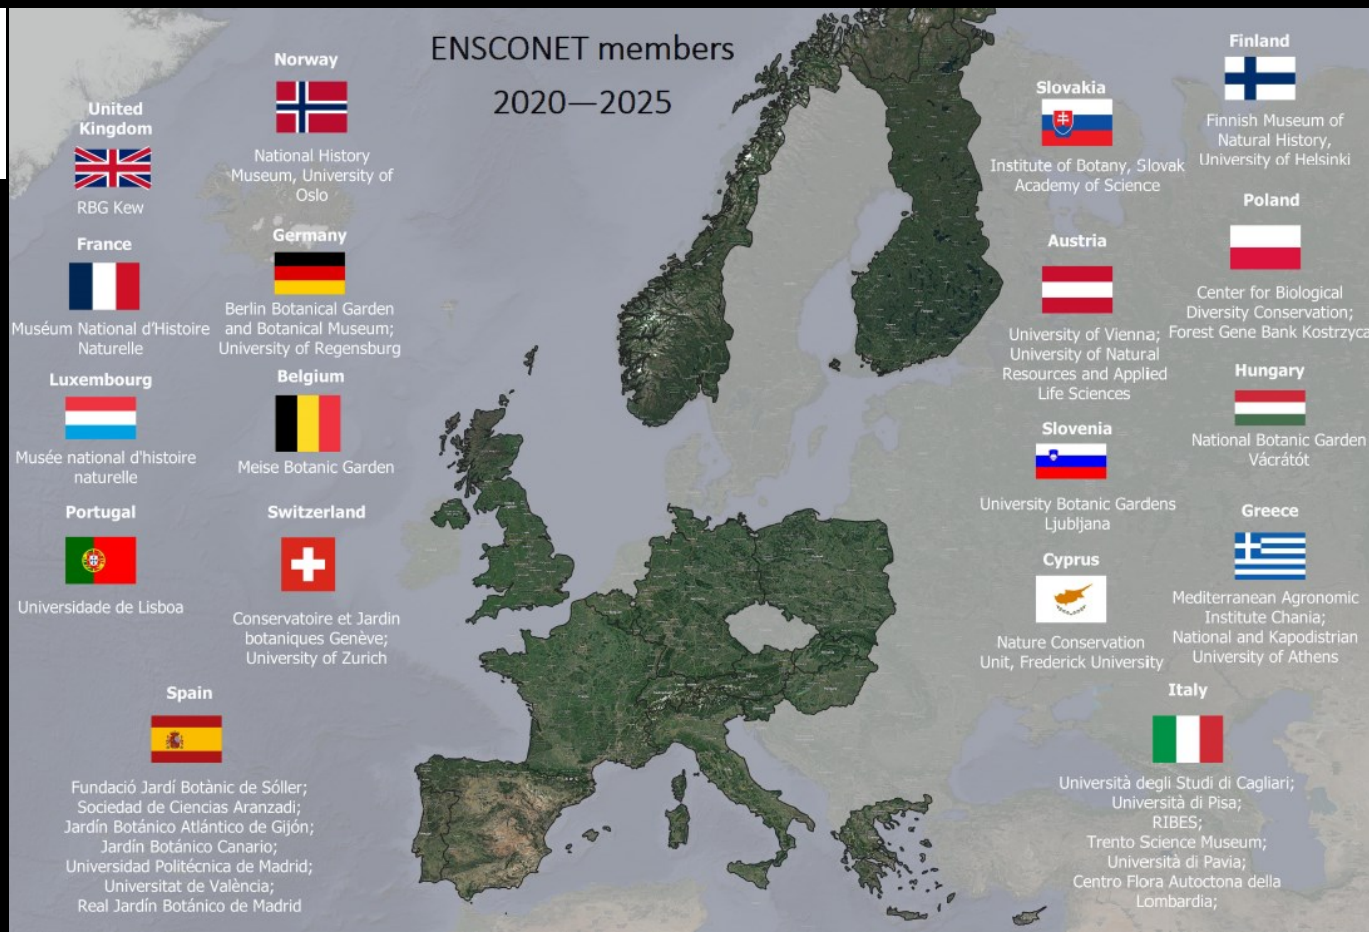 ENSCONET members
2020—2025
United
Kingdom
RBG Kew
Norway
National History
Museum, University of
Oslo
France
Muséum National d'Histoire
Naturelle
Germany
Berlin Botanical Garden
and Botanical Museum;
University of Regensburg
Luxembourg
Musée national d'histoire
naturelle
Belgium
Meise Botanic Garden
Portugal
Universidade de Lisboa
Switzerland
Conservatoire et Jardin
botaniques Genève;
University of Zurich
Spain
Fundació Jardí Botànic de Sóller;
Sociedad de Ciencias Aranzadi;
Jardín Botánico Atlántico de Gijón;
Jardín Botánico Canario;
Universidad Politécnica de Madrid;
Universitat de València;
Real Jardín Botánico de Madrid
Slovakia
Institute of Botany, Slovak
Academy of Science
Finland
Finnish Museum of
Natural History,
University of Helsinki
Austria
University of Vienna;
University of Natural
Resources and Applied
Life Sciences
Poland
Center for Biological
Diversity Conservation;
Forest Gene Bank Kostrzyca
Slovenia
University Botanic Gardens
Ljubljana
Hungary
National Botanic Garden
Vácrátót
Cyprus
Nature Conservation
Unit, Frederick University
Greece
Mediterranean Agronomic
Institute Chania;
National and Kapodistrian
University of Athens
Italy
Università degli Studi di Cagliari;
Università di Pisa;
RIBES;
Trento Science Museum;
Università di Pavia;
Centro Flora Autoctona della
Lombardia;